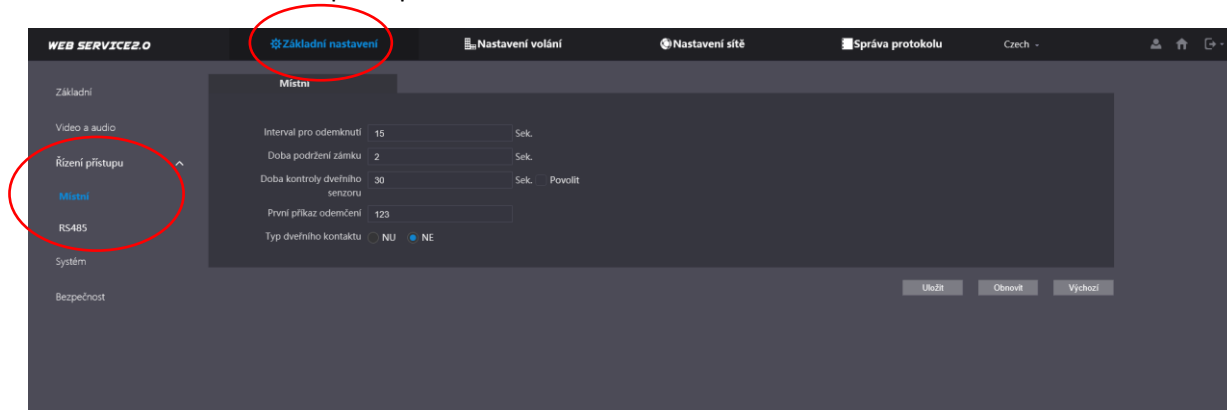 WEB SERVICE2.0
Základní nastavení
Nastavení volání
Nastavení sítě
Správa protokolu
Czech
Základní
Video a audio
Řízení přístupu
Místní
RS485
Systém
Bezpečnost
Místní
Interval pro odemknutí 15 Sek.
Doba podržení zámku 2 Sek.
Doba kontroly dveřního 30 Sek. Povolit
senzoru
První příkaz odemčení 123
Typ dveřního kontaktu NU NE
Uložit Obnovit Výchozí